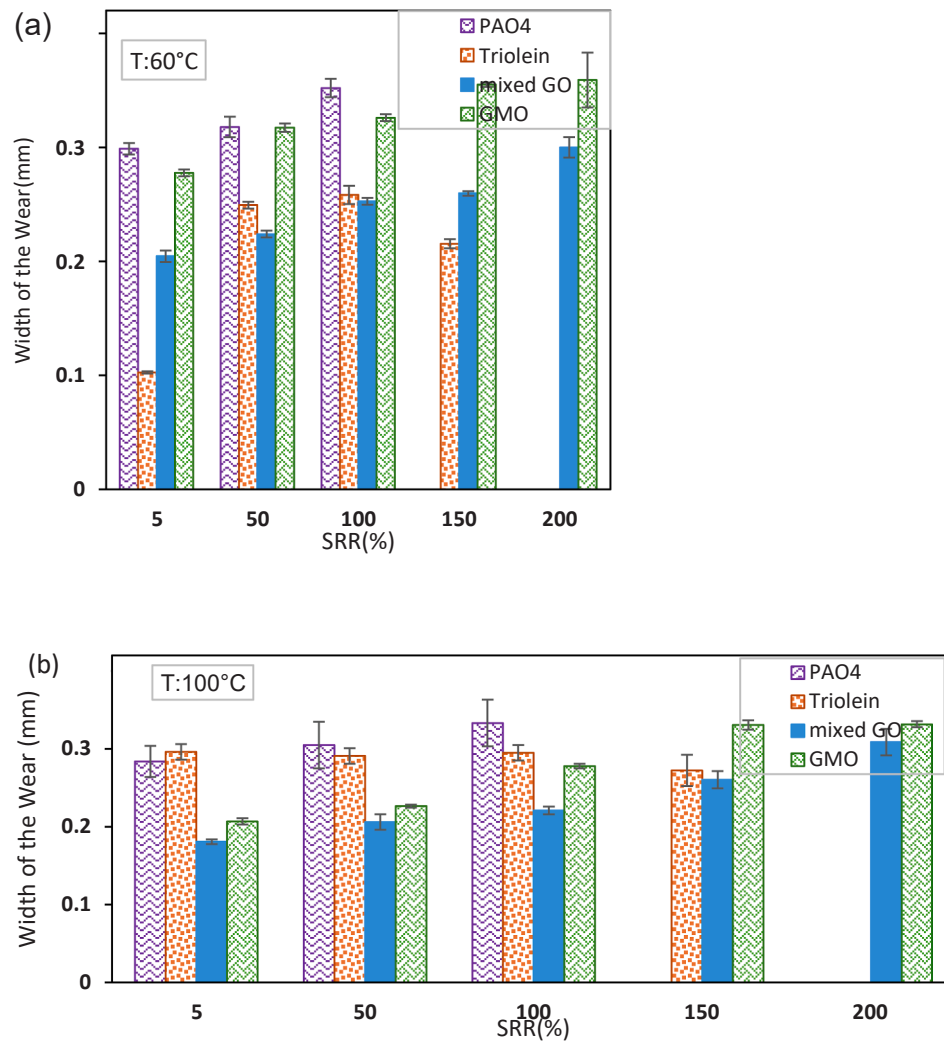 (a)
T:60°C
PAO4
Triolein
mixed GO
GMO
Width of the Wear(mm)
0.3
0.2
0.1
0
5 50 100 150 200
SRR(%)
(b)
T:100°C
PAO4
Triolein
mixed GO
GMO
Width of the Wear (mm)
0.3
0.2
0.1
0
5 50 100 150 200
SRR(%)